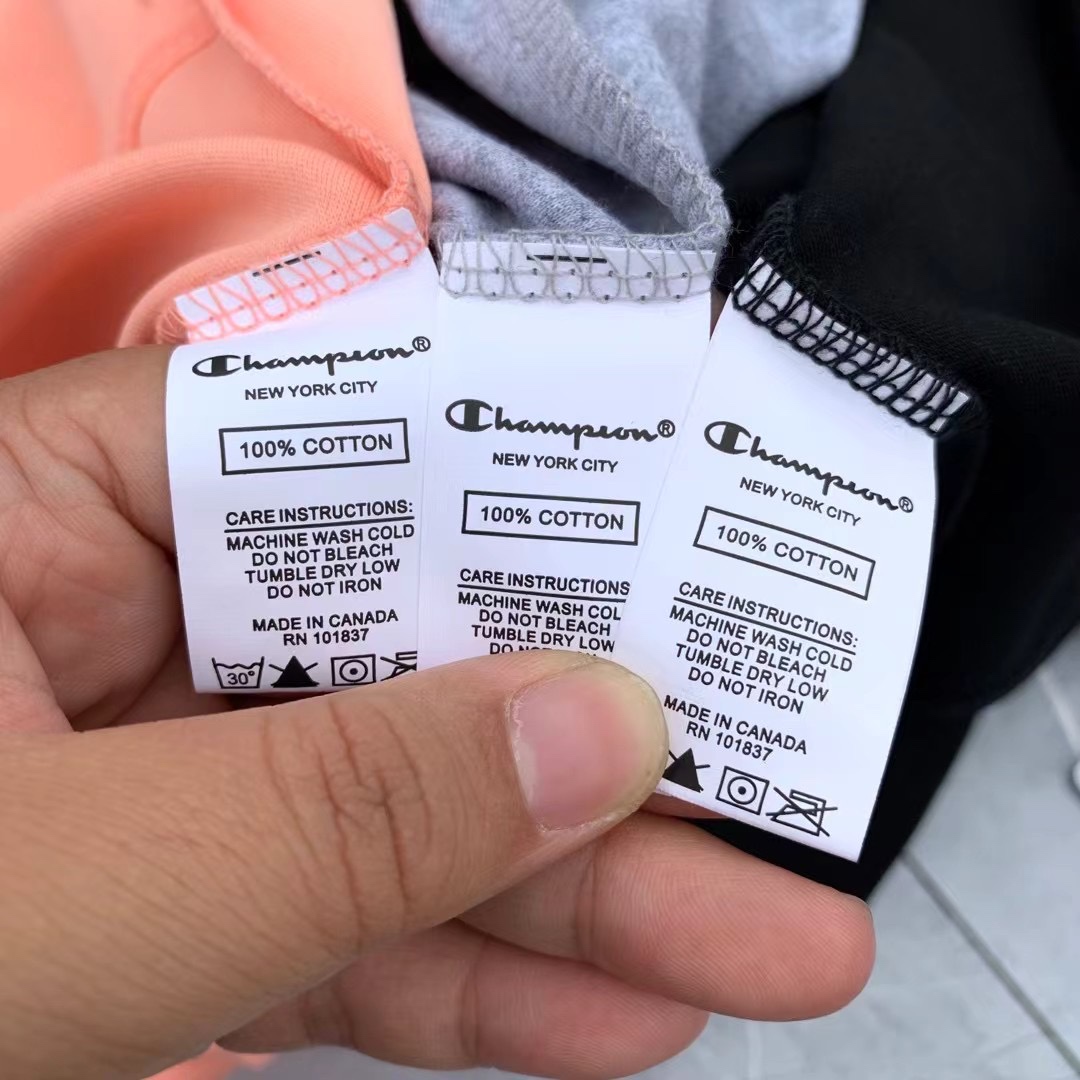 Champion®
NEW YORK CITY
100% COTTON
CARE INSTRUCTIONS:
MACHINE WASH COLD
DO NOT BLEACH
TUMBLE DRY LOW
DO NOT IRON
MADE IN CANADA
RN 101837
30°
Champion®
NEW YORK CITY
100% COTTON
CARE INSTRUCTIONS
MACHINE WASH COL
DO NOT BLEACH
TUMBLE DRY LOW
Champion®
NEW YORK CITY
100% COTTON
CARE INSTRUCTIONS:
MACHINE WASH COLD
DO NOT BLEACH
TUMBLE DRY LOW
DO NOT IRON
MADE IN CANADA
RN 101837